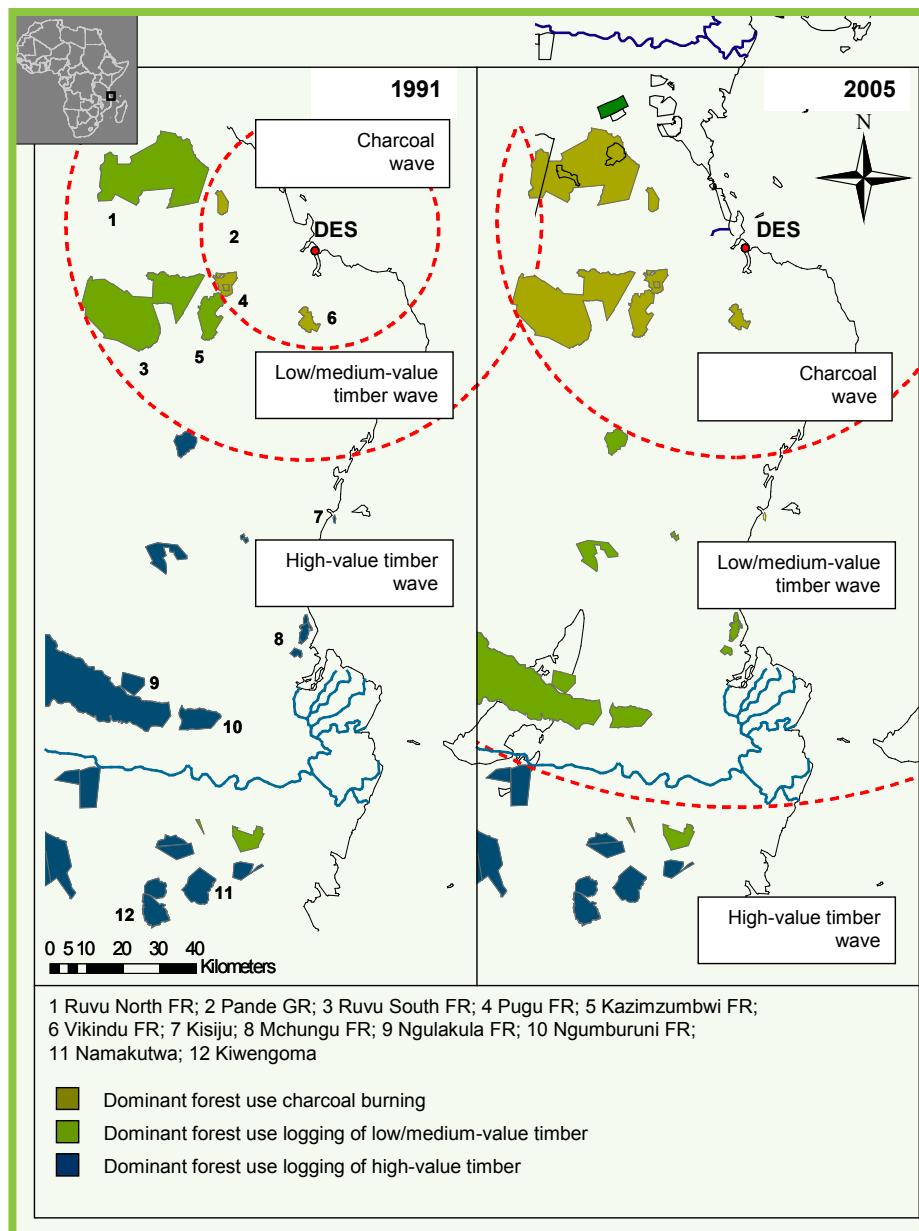 1991
2005
Charcoal
wave
N
DES
DES
1
2
4
6
3
5
Low/medium-value
timber wave
Charcoal
wave
7
High-value timber
wave
Low/medium-value
timber wave
8
9
10
11
12
High-value timber
wave
0 5 10 20 30 40
Kilometers
1 Ruvu North FR; 2 Pande GR; 3 Ruvu South FR; 4 Pugu FR; 5 Kazimzumbwi FR;
6 Vikindu FR; 7 Kisiju; 8 Mchungu FR; 9 Ngulakula FR; 10 Ngumburuni FR;
11 Namakutwa; 12 Kiwengoma
Dominant forest use charcoal burning
Dominant forest use logging of low/medium-value timber
Dominant forest use logging of high-value timber